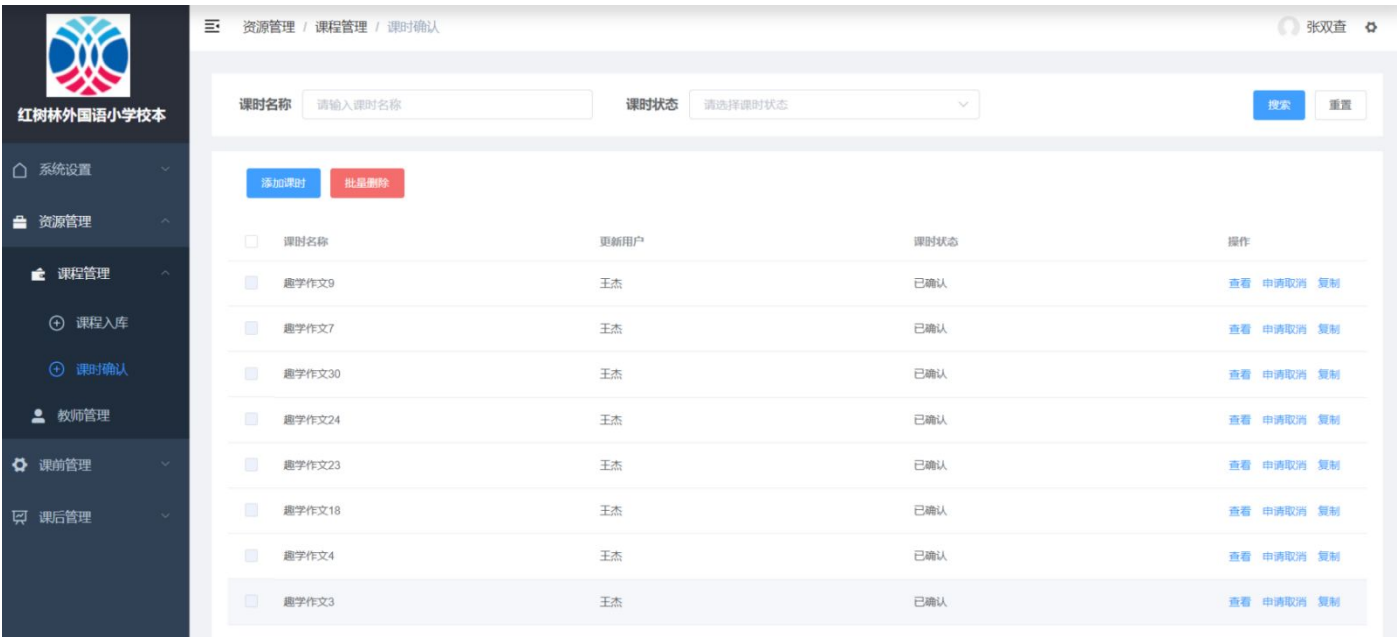 红树林外国语小学校本
系统设置
资源管理
课程管理
课程入库
课时确认
教师管理
课前管理
课后管理
资源管理 / 课程管理 / 课时确认
张双查
课时名称 请输入课时名称 课时状态 请选择课时状态 搜索 重置
添加课时 批量删除
课时名称 更新用户 课时状态 操作
趣学作文9 王杰 已确认 查看 申请取消 复制
趣学作文7 王杰 已确认 查看 申请取消 复制
趣学作文30 王杰 已确认 查看 申请取消 复制
趣学作文24 王杰 已确认 查看 申请取消 复制
趣学作文23 王杰 已确认 查看 申请取消 复制
趣学作文18 王杰 已确认 查看 申请取消 复制
趣学作文4 王杰 已确认 查看 申请取消 复制
趣学作文3 王杰 已确认 查看 申请取消 复制